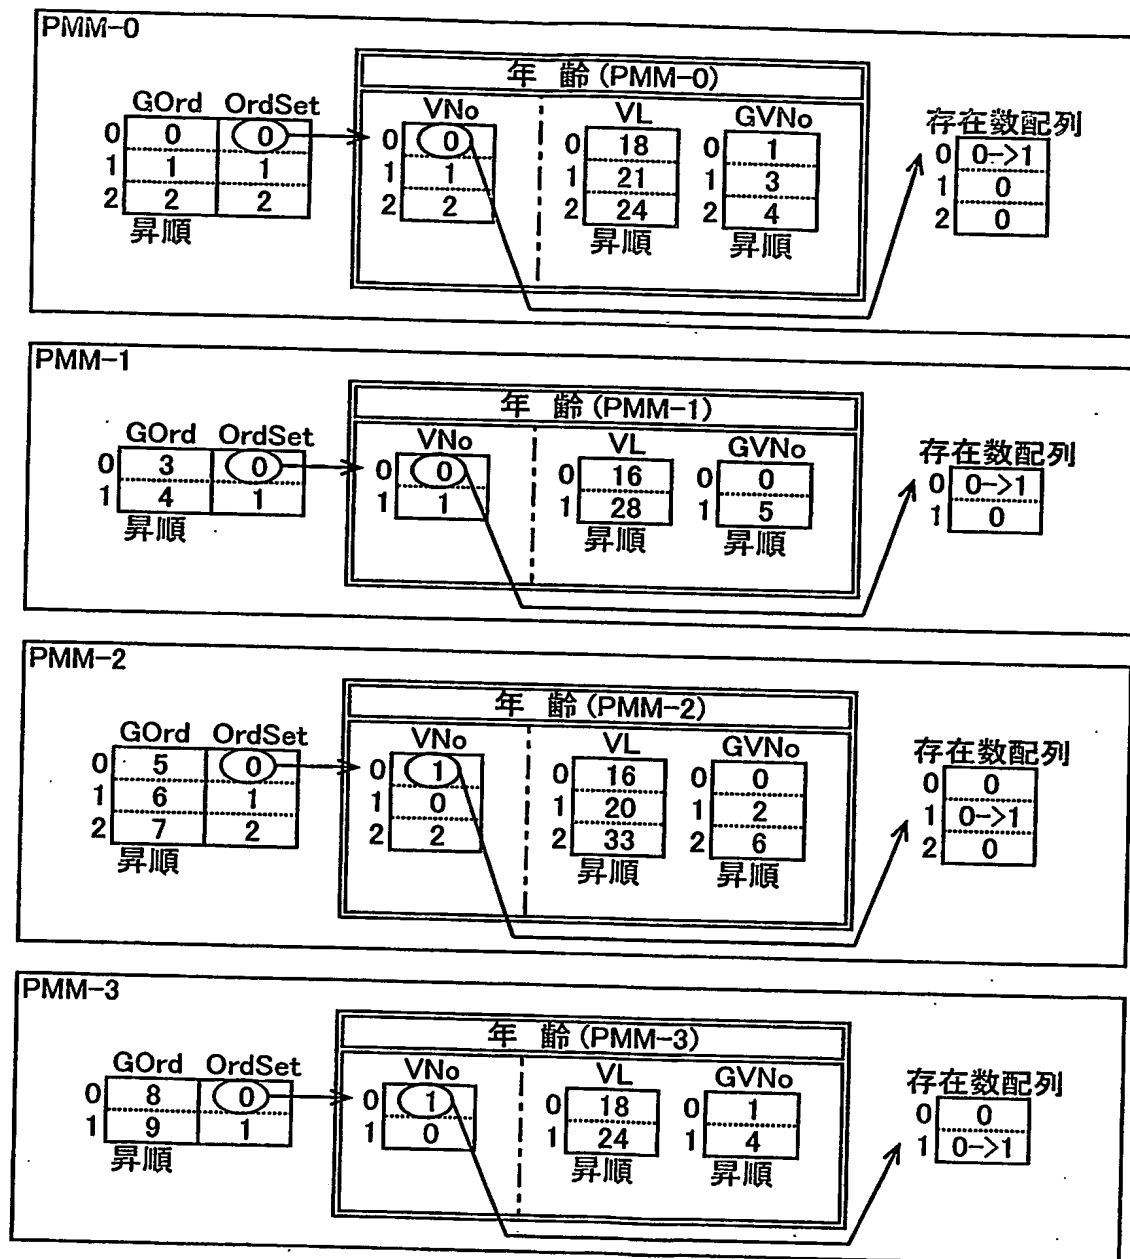 PMM-0
年 齢 (PMM-0)
GOrd OrdSet VNo VL GVNo 存在数配列
0 0 0 0 0 0 18 0 1 0 0->1
1 1 1 1 1 1 21 1 3 1 0
2 2 2 2 2 2 24 2 4 2 0
昇順 昇順 昇順
PMM-1
年 齢 (PMM-1)
GOrd OrdSet VNo VL GVNo 存在数配列
0 3 0 0 0 0 16 0 0 0 0->1
1 4 1 1 1 1 28 1 5 1 0
昇順 昇順 昇順
PMM-2
年 齢 (PMM-2)
GOrd OrdSet VNo VL GVNo 存在数配列
0 5 0 0 1 0 16 0 0 0 0
1 6 1 1 0 1 20 1 2 1 0->1
2 7 2 2 2 2 33 2 6 2 0
昇順 昇順 昇順
PMM-3
年 齢 (PMM-3)
GOrd OrdSet VNo VL GVNo 存在数配列
0 8 0 0 1 0 18 0 1 0 0
1 9 1 1 0 1 24 1 4 1 0->1
昇順 昇順 昇順